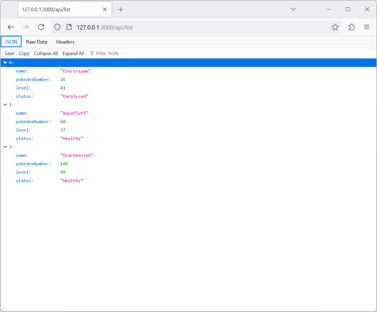 127.0.0.1:3000/api/list
127.0.0.1:3000/api/list
JSON Raw Data Headers
Save Copy Collapse All Expand All Filter JSON
0:
name: "Electripaw"
pokedexNumber: 26
level: 41
status: "Paralyzed"
1:
name: "Aquafluff"
pokedexNumber: 60
level: 37
status: "Healthy"
2:
name: "Drachenvieh"
pokedexNumber: 149
level: 99
status: "Healthy"